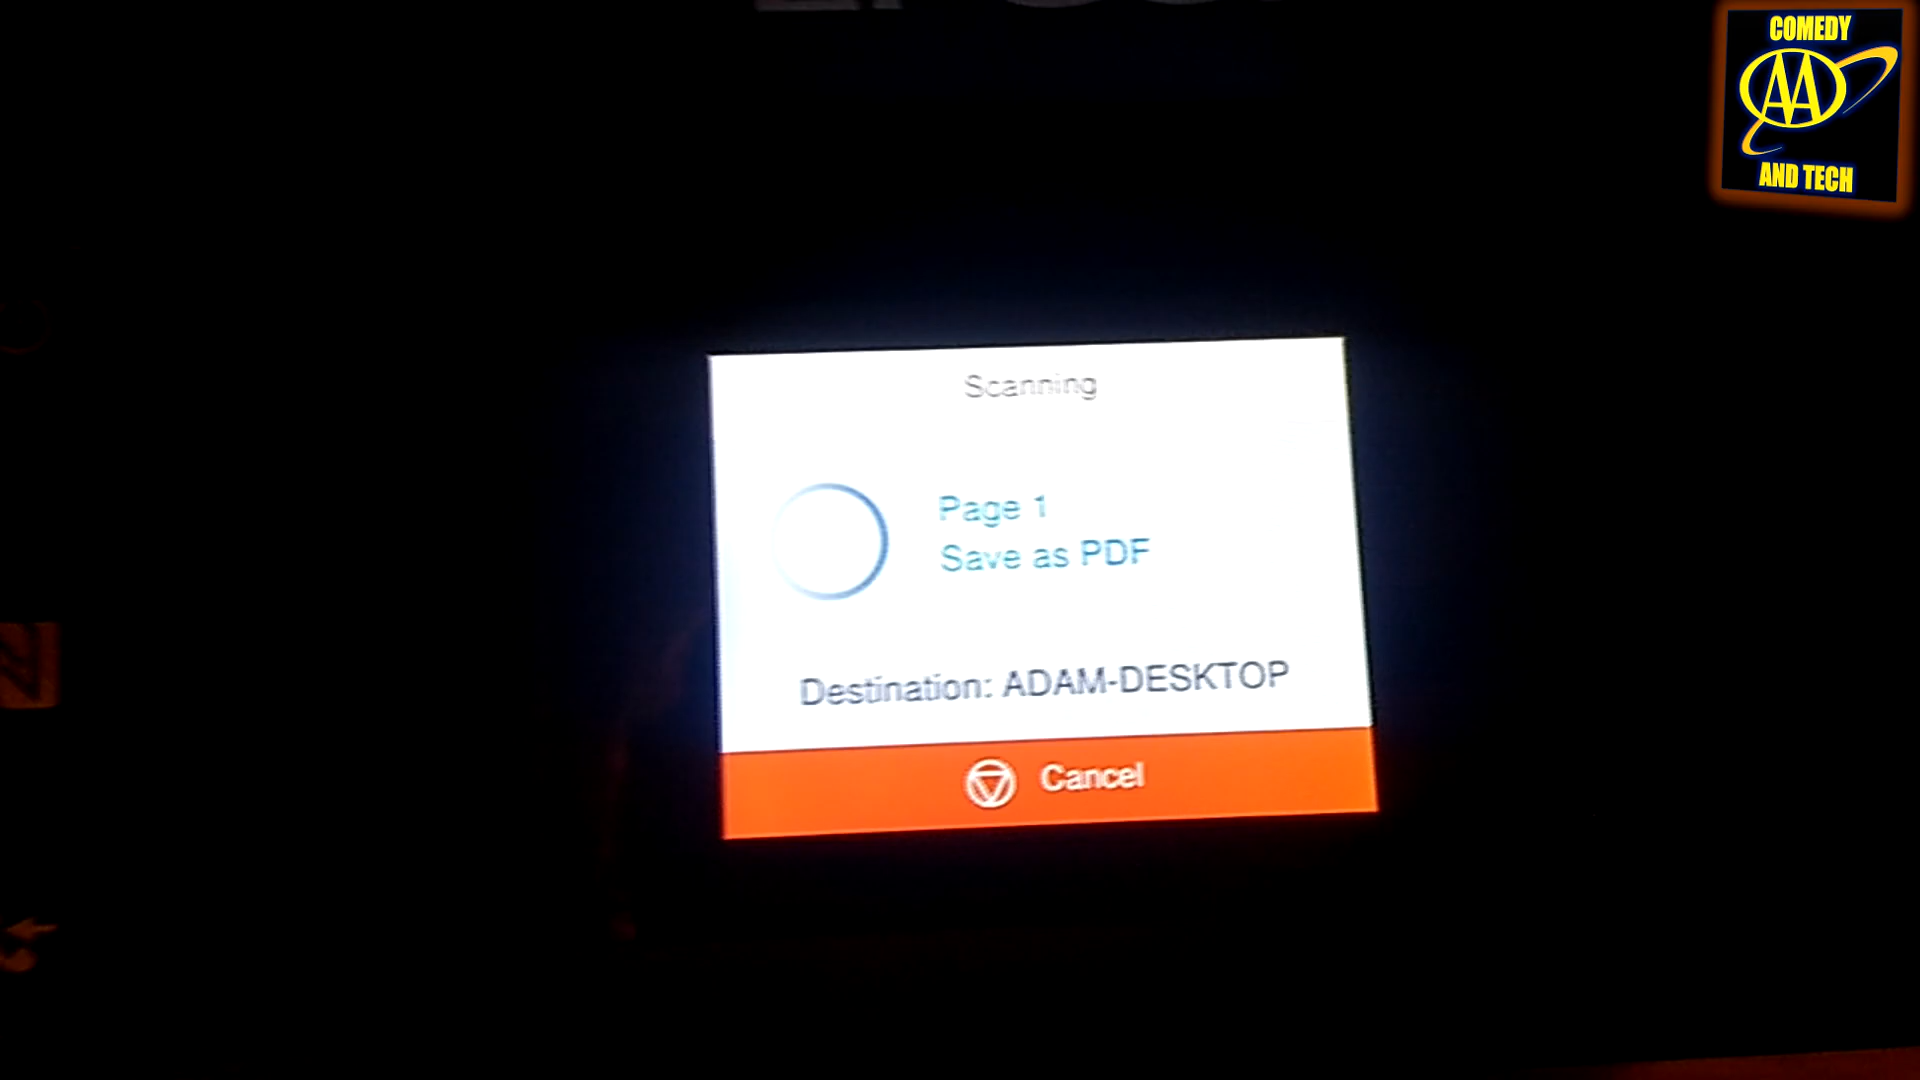 COMEDY
AA
AND TECH
Scanning
Page 1
Save as PDF
Destination: ADAM-DESKTOP
Cancel